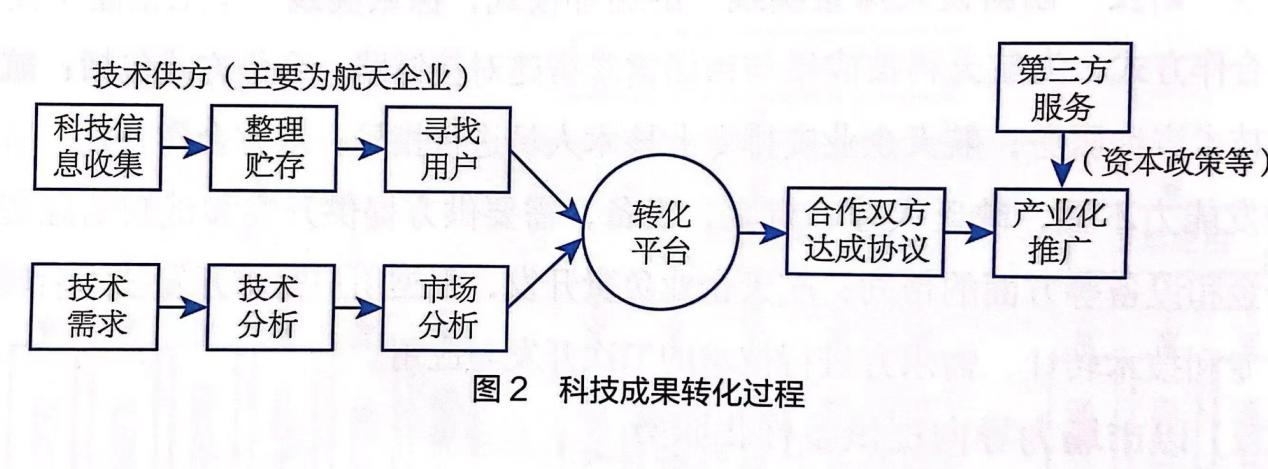 技术供方（主要为航天企业）
科技信
息收集
整理
贮存
寻找
用户
技术
需求
技术
分析
市场
分析
转化
平台
合作双方
达成协议
第三方
服务
（资本政策等）
产业化
推广
图2 科技成果转化过程